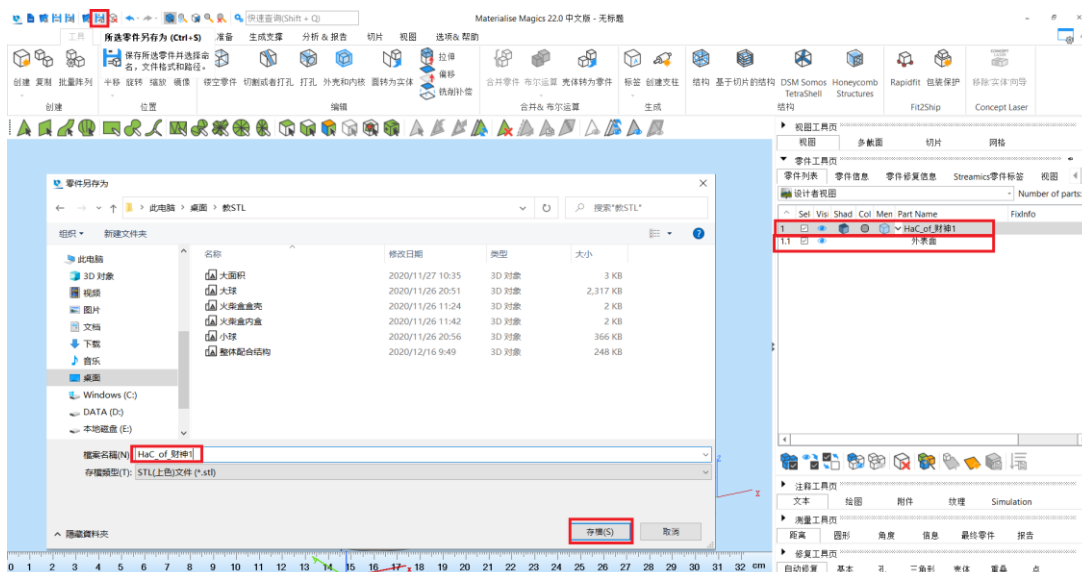 快速查询(Shift + Q)
Materialise Magics 22.0 中文版 - 无标题
工具 所选零件另存为 (Ctrl+S) 准备 生成支撑 分析 & 报告 切片 视图 选项& 帮助
保存所选零件并选择命名，文件格式和路径。
创建 复制 批量阵列 平移 旋转 缩放 镜像 镂空零件 切割或者打孔 打孔 外壳和内核 面转为实体 拉伸 偏移 铣削补偿 合并零件 布尔运算 壳体转为零件 标签 创建支柱 结构 基于切片的结构 DSM Somos TetraShell Honeycomb Structures Rapidfit 包装保护 移除'实体'向导
创建 位置 编辑 合并& 布尔运算 生成 结构 Fit2Ship Concept Laser
视图工具页
视图 多截面 切片 网格
零件工具页
零件列表 零件信息 零件修复信息 Streamics零件标签 视图
设计者视图 Number of parts:
Sel Visi Shad Col Men Part Name FixInfo
1 HaC_of_财神1
1.1 外表面
零件另存为
此电脑 > 桌面 > 教STL
搜索"教STL"
组织 新建文件夹
名称 修改日期 类型 大小
此电脑
3D 对象
视频
图片
文档
下载
音乐
桌面
Windows (C:)
DATA (D:)
本地磁盘 (E:)
大面积 2020/11/27 10:35 3D 对象 3 KB
大球 2020/11/26 20:51 3D 对象 2,317 KB
火柴盒盒壳 2020/11/26 11:24 3D 对象 2 KB
火柴盒内盒 2020/11/26 11:42 3D 对象 2 KB
小球 2020/11/26 20:56 3D 对象 366 KB
整体配合结构 2020/12/16 9:49 3D 对象 248 KB
檔案名稱(N): HaC_of_财神1
存檔類型(T): STL(上色)文件 (*.stl)
隱藏資料夾 存檔(S) 取消
z
x
注释工具页
文本 绘图 附件 纹理 Simulation
测量工具页
距离 圆形 角度 信息 最终零件 报告
修复工具页
自动修复 基本 孔 三角形 壳体 重叠 点
0 1 2 3 4 5 6 7 8 9 10 11 12 13 14 15 16 17 18 19 20 21 22 23 24 25 26 27 28 29 30 31 32 cm